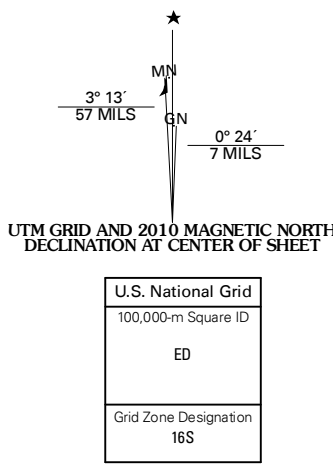 MN
3° 13´
57 MILS
GN
0° 24´
7 MILS
UTM GRID AND 2010 MAGNETIC NORTH
DECLINATION AT CENTER OF SHEET
U.S. National Grid
100,000-m Square ID
ED
Grid Zone Designation
16S